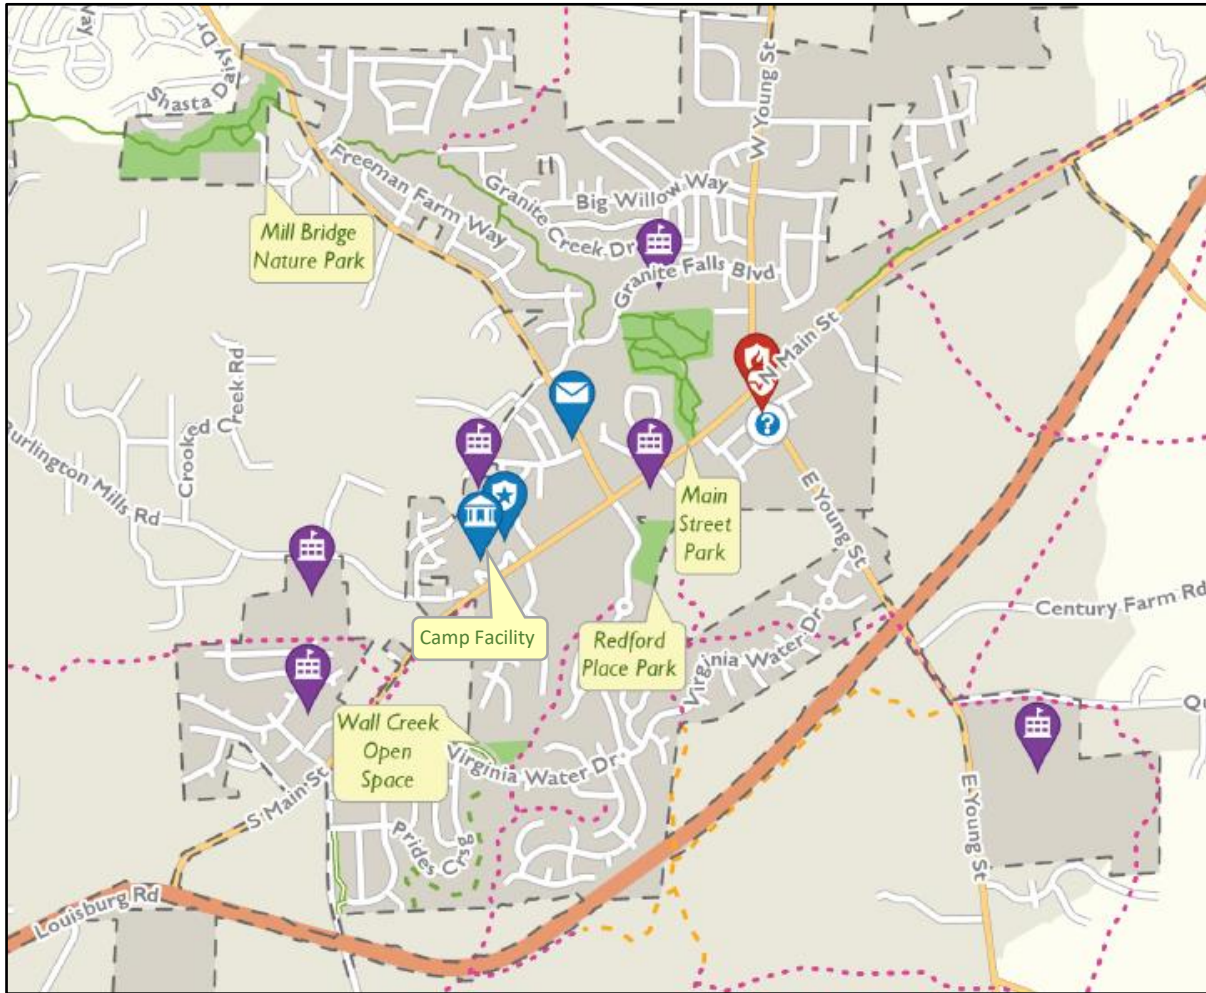 Way
Shasta Daisy Dr
W Young St
Freeman Farm Way
Granite Creek Dr
Big Willow Way
Mill Bridge
Nature Park
Granite Falls Blvd
N Main St
Crooked Creek Rd
Burlington Mills Rd
?
Main
Street
Park
E Young St
Century Farm Rd
Camp Facility
Redford
Place Park
Virginia Water Dr
Wall Creek
Open
Space
Virginia Water Dr
S Main St
Prides Crsg
E Young St
Louisburg Rd